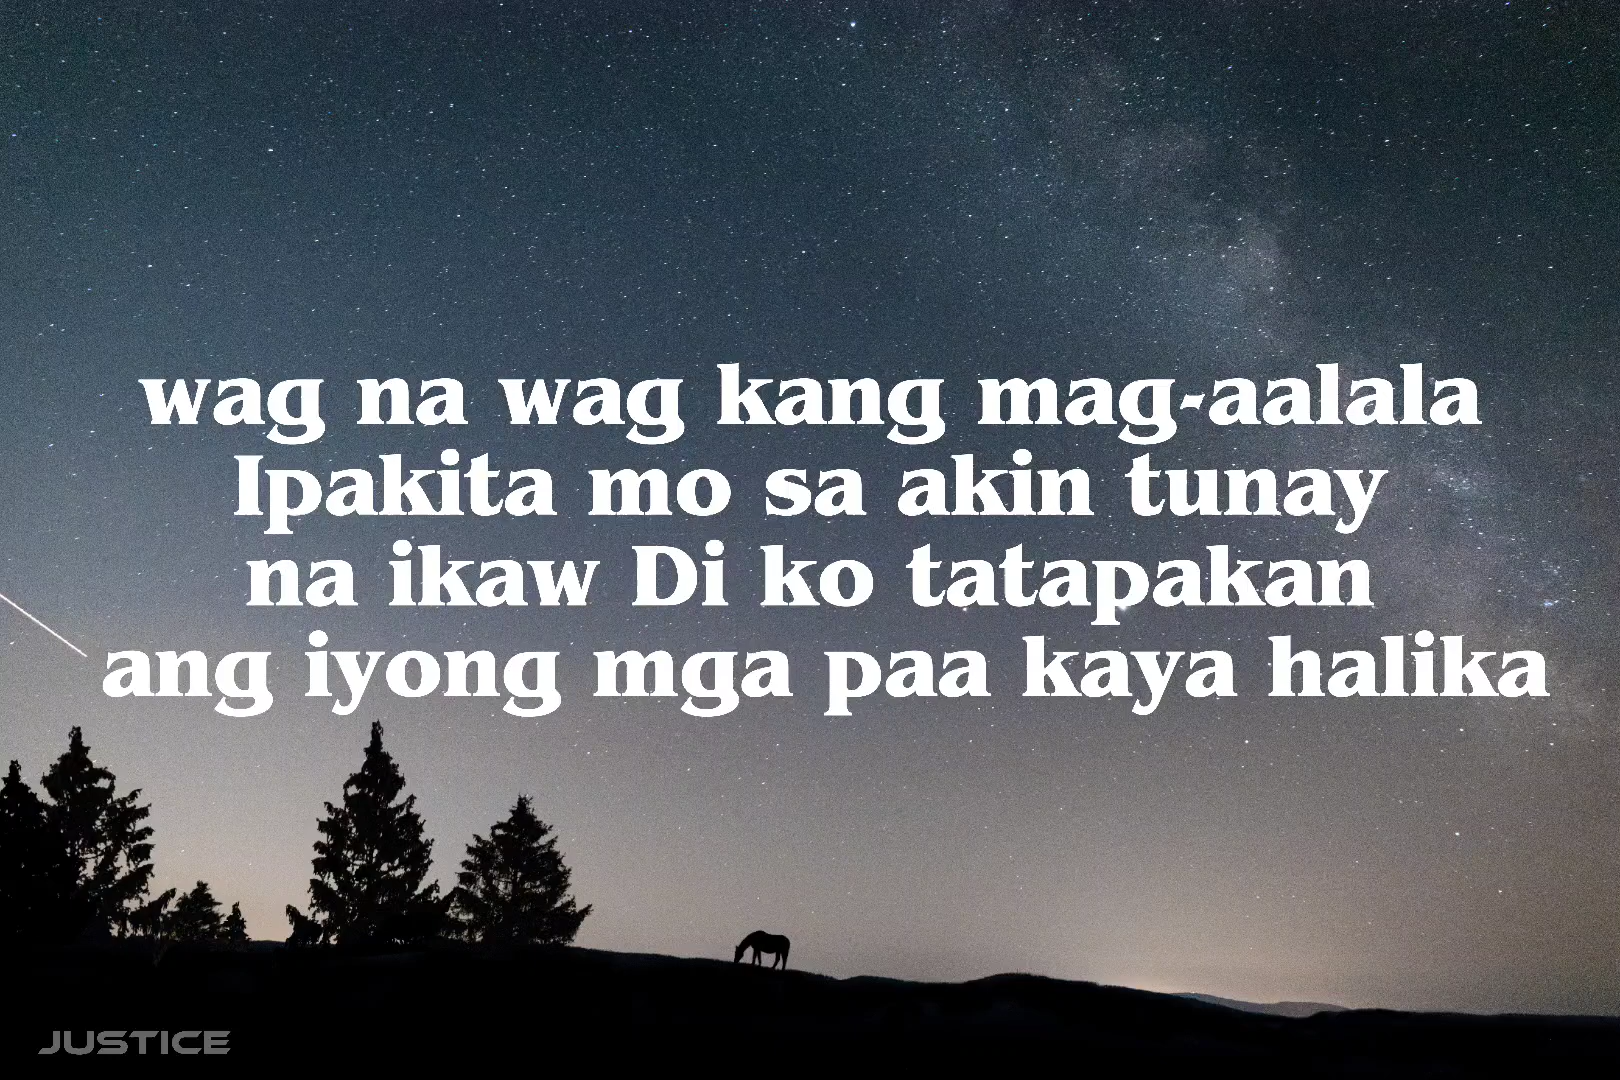 wag na wag kang mag-aalala
Ipakita mo sa akin tunay
na ikaw Di ko tatapakan
ang iyong mga paa kaya halika
JUSTICE